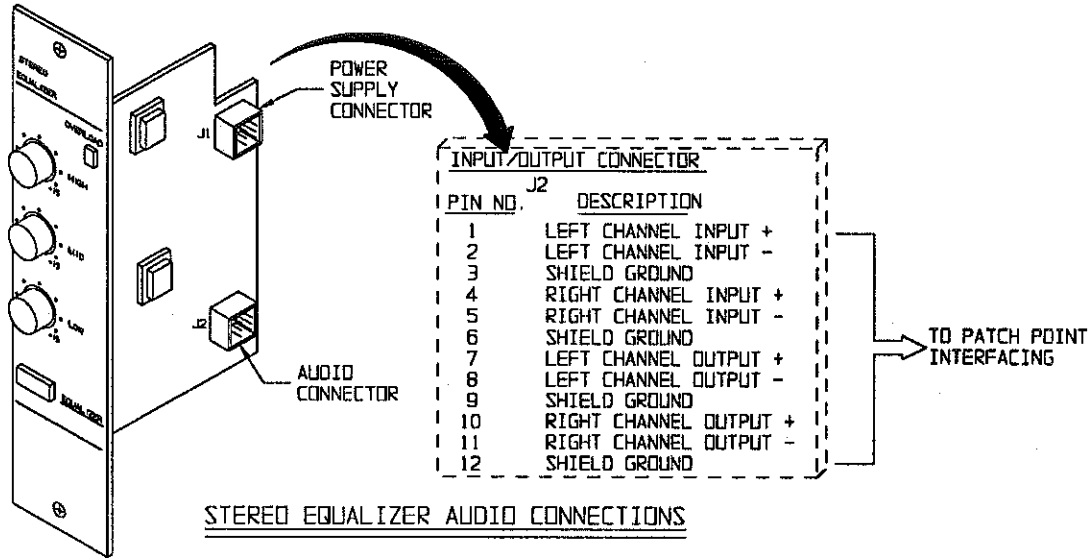 STEREO
EQUALIZER
OVERLOAD
HIGH
+15
MID
+15
LOW
+15
EQUALIZER
J1
J2
POWER
SUPPLY
CONNECTOR
AUDIO
CONNECTOR
INPUT/OUTPUT CONNECTOR
J2
PIN NO. DESCRIPTION
1 LEFT CHANNEL INPUT +
2 LEFT CHANNEL INPUT -
3 SHIELD GROUND
4 RIGHT CHANNEL INPUT +
5 RIGHT CHANNEL INPUT -
6 SHIELD GROUND
7 LEFT CHANNEL OUTPUT +
8 LEFT CHANNEL OUTPUT -
9 SHIELD GROUND
10 RIGHT CHANNEL OUTPUT +
11 RIGHT CHANNEL OUTPUT -
12 SHIELD GROUND
TO PATCH POINT
INTERFACING
STEREO EQUALIZER AUDIO CONNECTIONS